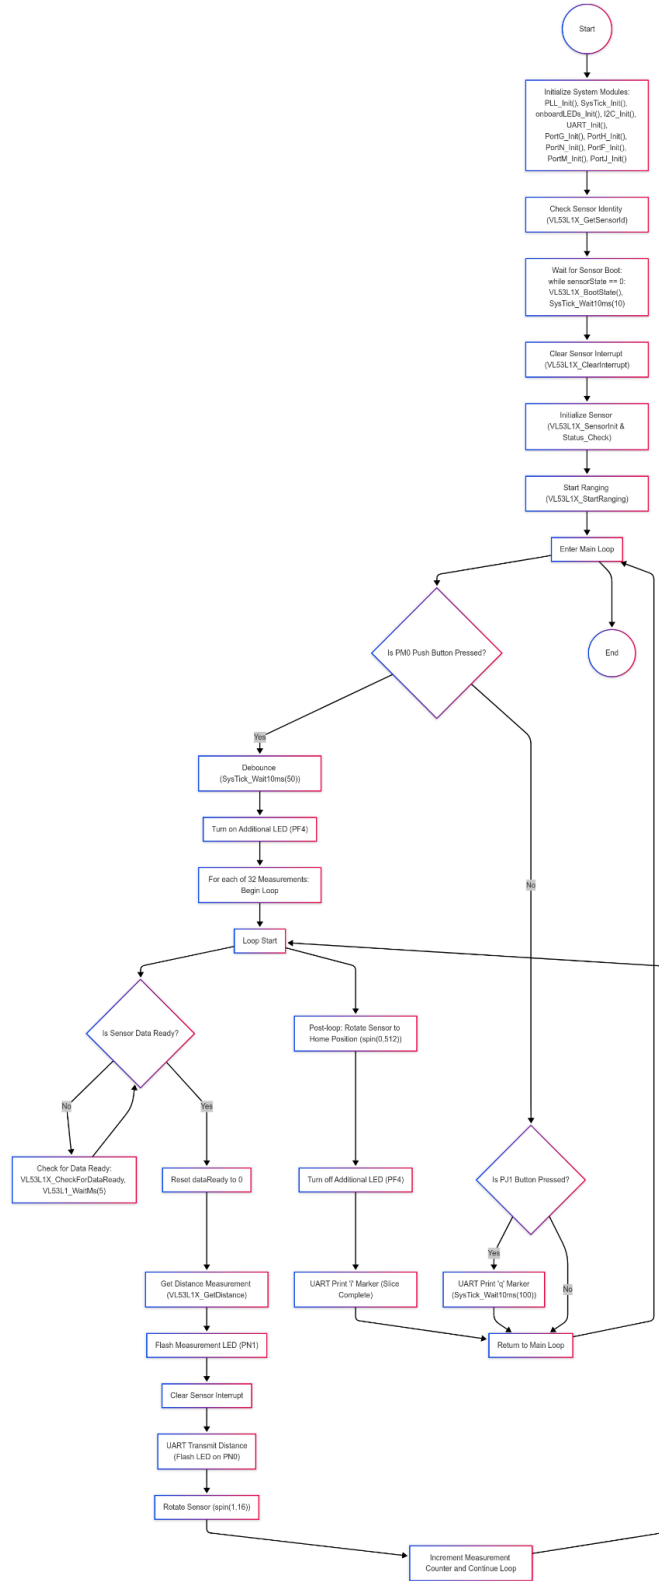 Start
Initialize System Modules:
PLL_Init(), SysTick_Init(),
onboardLEDs_Init(), I2C_Init(),
UART_Init(),
PortG_Init(), PortH_Init(),
PortN_Init(), PortF_Init(),
PortM_Init(), PortJ_Init()
Check Sensor Identity
(VL53L1X_GetSensorId)
Wait for Sensor Boot:
while sensorState == 0:
VL53L1X_BootState(),
SysTick_Wait10ms(10)
Clear Sensor Interrupt
(VL53L1X_ClearInterrupt)
Initialize Sensor
(VL53L1X_SensorInit &
Status_Check)
Start Ranging
(VL53L1X_StartRanging)
Enter Main Loop
Is PM0 Push Button Pressed?
End
Yes
Debounce
(SysTick_Wait10ms(50))
Turn on Additional LED (PF4)
For each of 32 Measurements:
Begin Loop
No
Loop Start
Is Sensor Data Ready?
Post-loop: Rotate Sensor to
Home Position (spin(0,512))
No
Yes
Check for Data Ready:
VL53L1X_CheckForDataReady,
VL53L1_WaitMs(5)
Reset dataReady to 0
Turn off Additional LED (PF4)
Is PJ1 Button Pressed?
Yes
No
Get Distance Measurement
(VL53L1X_GetDistance)
UART Print 'i' Marker (Slice
Complete)
UART Print 'q' Marker
(SysTick_Wait10ms(100))
Flash Measurement LED (PN1)
Return to Main Loop
Clear Sensor Interrupt
UART Transmit Distance
(Flash LED on PN0)
Rotate Sensor (spin(1,16))
Increment Measurement
Counter and Continue Loop